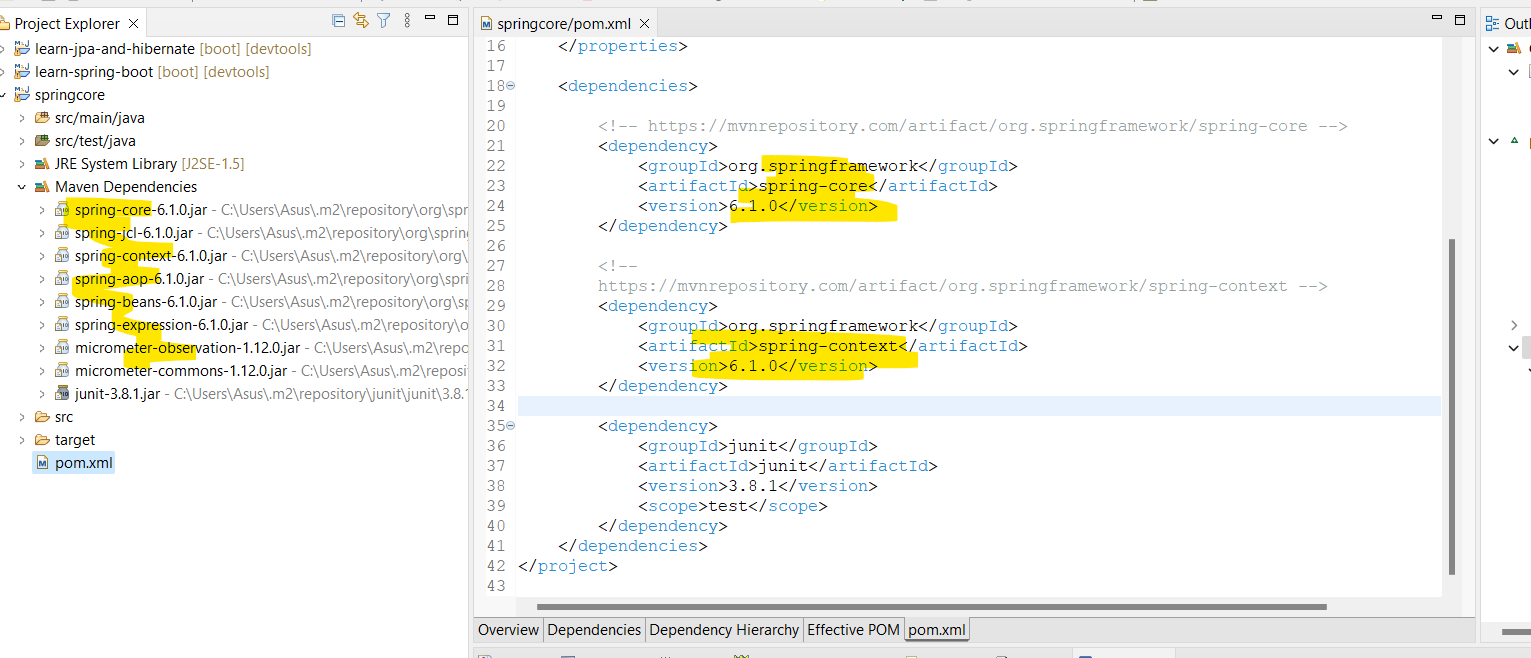 Project Explorer
learn-jpa-and-hibernate [boot] [devtools]
learn-spring-boot [boot] [devtools]
springcore
src/main/java
src/test/java
JRE System Library [J2SE-1.5]
Maven Dependencies
spring-core-6.1.0.jar - C:\Users\Asus\.m2\repository\org\spr
spring-jcl-6.1.0.jar - C:\Users\Asus\.m2\repository\org\spring
spring-context-6.1.0.jar - C:\Users\Asus\.m2\repository\org\
spring-aop-6.1.0.jar - C:\Users\Asus\.m2\repository\org\spri
spring-beans-6.1.0.jar - C:\Users\Asus\.m2\repository\org\sp
spring-expression-6.1.0.jar - C:\Users\Asus\.m2\repository\o
micrometer-observation-1.12.0.jar - C:\Users\Asus\.m2\repo
micrometer-commons-1.12.0.jar - C:\Users\Asus\.m2\reposi
junit-3.8.1.jar - C:\Users\Asus\.m2\repository\junit\junit\3.8.
src
target
pom.xml
springcore/pom.xml
16 </properties>
17
18 <dependencies>
19
20 <!-- https://mvnrepository.com/artifact/org.springframework/spring-core -->
21 <dependency>
22 <groupId>org.springframework</groupId>
23 <artifactId>spring-core</artifactId>
24 <version>6.1.0</version>
25 </dependency>
26
27 <!--
28 https://mvnrepository.com/artifact/org.springframework/spring-context -->
29 <dependency>
30 <groupId>org.springframework</groupId>
31 <artifactId>spring-context</artifactId>
32 <version>6.1.0</version>
33 </dependency>
34
35 <dependency>
36 <groupId>junit</groupId>
37 <artifactId>junit</artifactId>
38 <version>3.8.1</version>
39 <scope>test</scope>
40 </dependency>
41 </dependencies>
42 </project>
43
Overview Dependencies Dependency Hierarchy Effective POM pom.xml
Outl